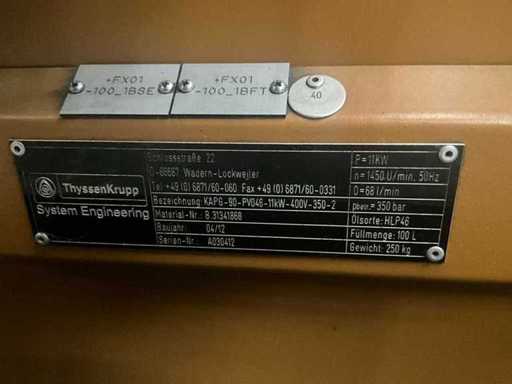 +FX01
-100_1BSE
+FX01
-100_1BFT
40
ThyssenKrupp
System Engineering
Schlossstraße 22
D-66687 Wadern-Lockweiler
Tel +49 (0) 6871/60-060 Fax +49 (0) 6871/60-0331
Bezeichnung: KAPG-90-PV046-11kW-400V-350-2
Material-Nr.: B.31341868
Baujahr: 04/12
Serien-Nr.: A030412
P=11KW
n=1450 U/min, 50Hz
Q=68 l/min
=350 bar
Ölsorte: HLP46
Füllmenge: 100 L
Gewicht: 250 kg